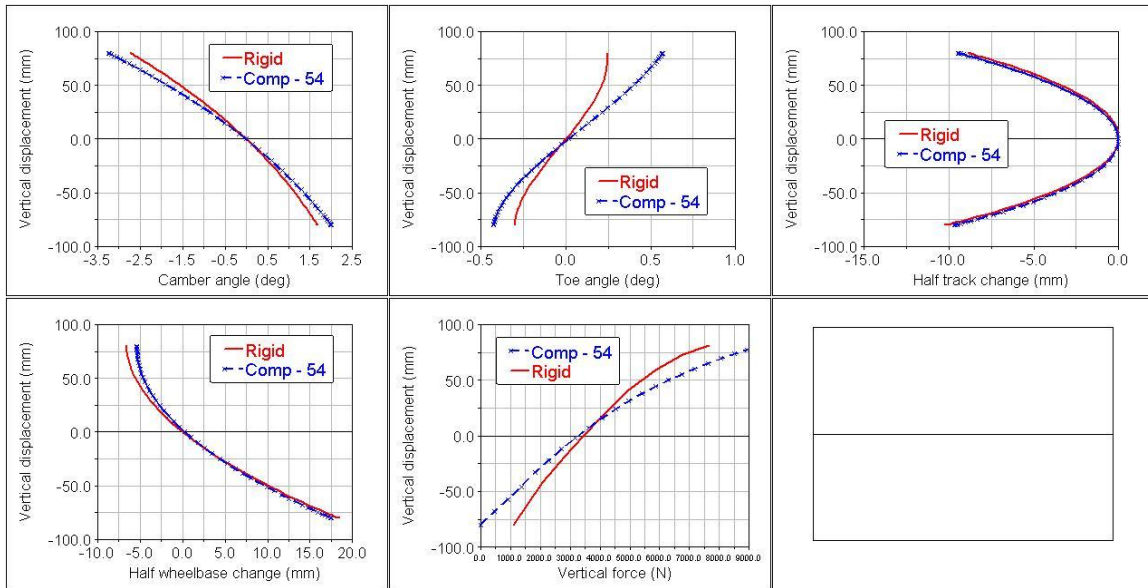 100.0
Vertical displacement (mm)
50.0
0.0
-50.0
-100.0
Rigid
Comp - 54
-3.5 -2.5 -1.5 -0.5 0.5 1.5 2.5
Camber angle (deg)
100.0
Vertical displacement (mm)
50.0
0.0
-50.0
-100.0
Rigid
Comp - 54
-0.5 0.0 0.5 1.0
Toe angle (deg)
100.0
Vertical displacement (mm)
50.0
0.0
-50.0
-100.0
Rigid
Comp - 54
-15.0 -10.0 -5.0 0.0
Half track change (mm)
100.0
Vertical displacement (mm)
50.0
0.0
-50.0
-100.0
Rigid
Comp - 54
-10.0 -5.0 0.0 5.0 10.0 15.0 20.0
Half wheelbase change (mm)
100.0
Vertical displacement (mm)
50.0
0.0
-50.0
-100.0
Comp - 54
Rigid
0.0 1000.0 2000.0 3000.0 4000.0 5000.0 6000.0 7000.0 8000.0 9000.0
Vertical force (N)